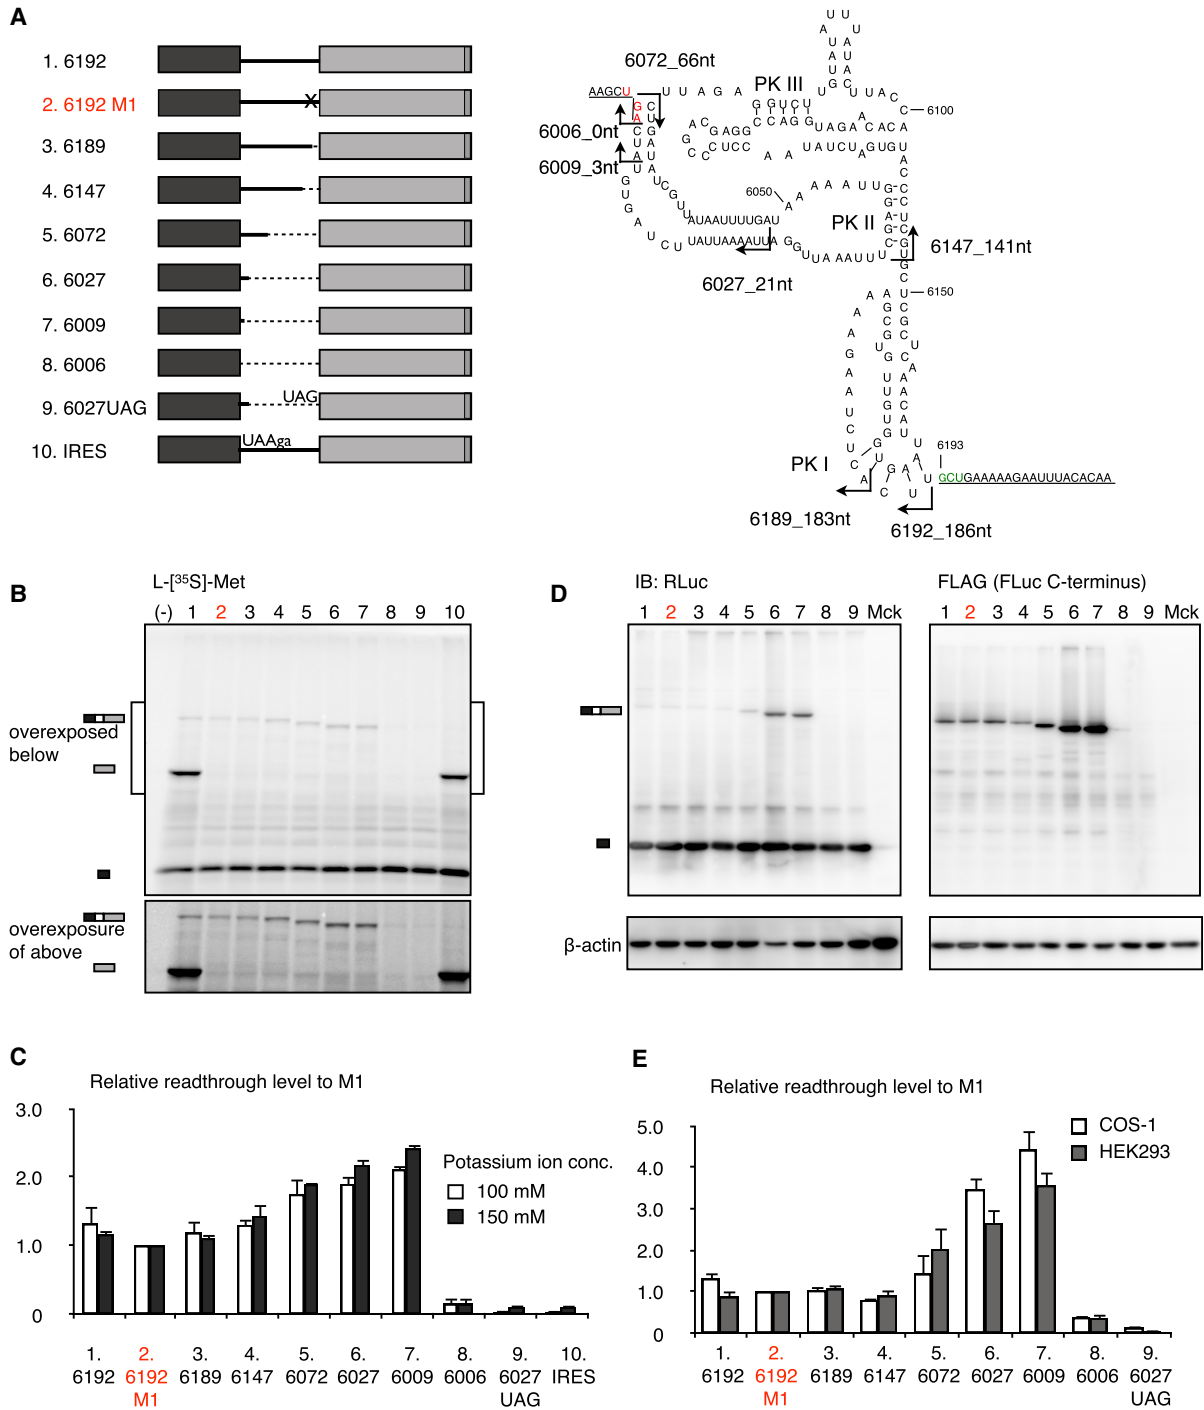 A
1. 6192
2. 6192 M1
X
3. 6189
4. 6147
5. 6072
6. 6027
7. 6009
8. 6006
9. 6027UAG
UAG
10. IRES
UAAga
6072_66nt
PK III
AAGCU
6006_0nt
6009_3nt
6100
6050
PK II
AUAAUUUUGAU
UAUUAAAAUUA
6147_141nt
6027_21nt
6150
PK I
6193
GCUGAAAAAGAAUUUACACAA
6189_183nt
6192_186nt
B
L-[35S]-Met
(-) 1 2 3 4 5 6 7 8 9 10
overexposed
below
overexposure
of above
D
IB: RLuc
1 2 3 4 5 6 7 8 9 Mck
FLAG (FLuc C-terminus)
1 2 3 4 5 6 7 8 9 Mck
β-actin
C
Relative readthrough level to M1
3.0
2.0
1.0
0
Potassium ion conc.
100 mM
150 mM
1. 2. 3. 4. 5. 6. 7. 8. 9. 10.
6192 6192 6189 6147 6072 6027 6009 6006 6027 IRES
M1 UAG
E
Relative readthrough level to M1
5.0
4.0
3.0
2.0
1.0
0
COS-1
HEK293
1. 2. 3. 4. 5. 6. 7. 8. 9.
6192 6192 6189 6147 6072 6027 6009 6006 6027
M1 UAG